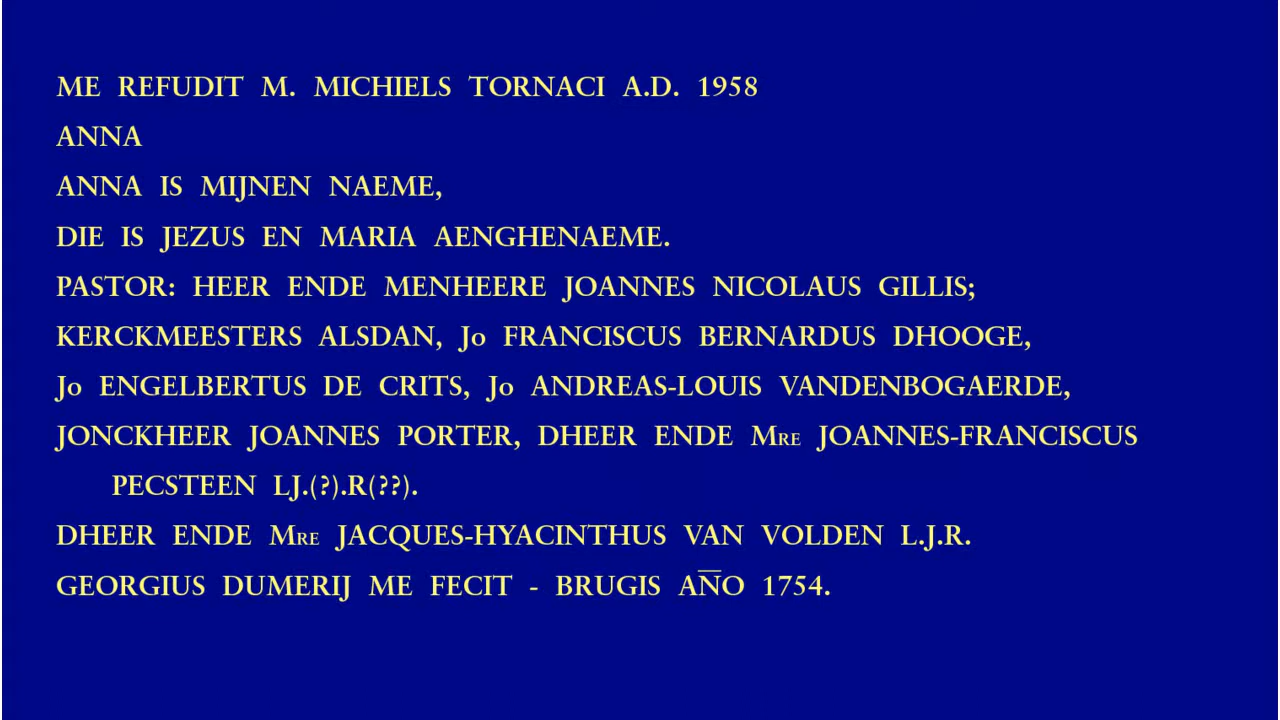 ME REFUDIT M. MICHIELS TORNACI A.D. 1958
ANNA
ANNA IS MIJNEN NAEME,
DIE IS JEZUS EN MARIA AENGHENAEME.
PASTOR: HEER ENDE MENHEERE JOANNES NICOLAUS GILLIS;
KERCKMEESTERS ALSDAN, Jo FRANCISCUS BERNARDUS DHOOGE,
Jo ENGELBERTUS DE CRITS, Jo ANDREAS-LOUIS VANDENBOGAERDE,
JONCKHEER JOANNES PORTER, DHEER ENDE MRE JOANNES-FRANCISCUS
PECSTEEN LJ.(?).R(??).
DHEER ENDE MRE JACQUES-HYACINTHUS VAN VOLDEN L.J.R.
GEORGIUS DUMERIJ ME FECIT - BRUGIS AN̅O 1754.